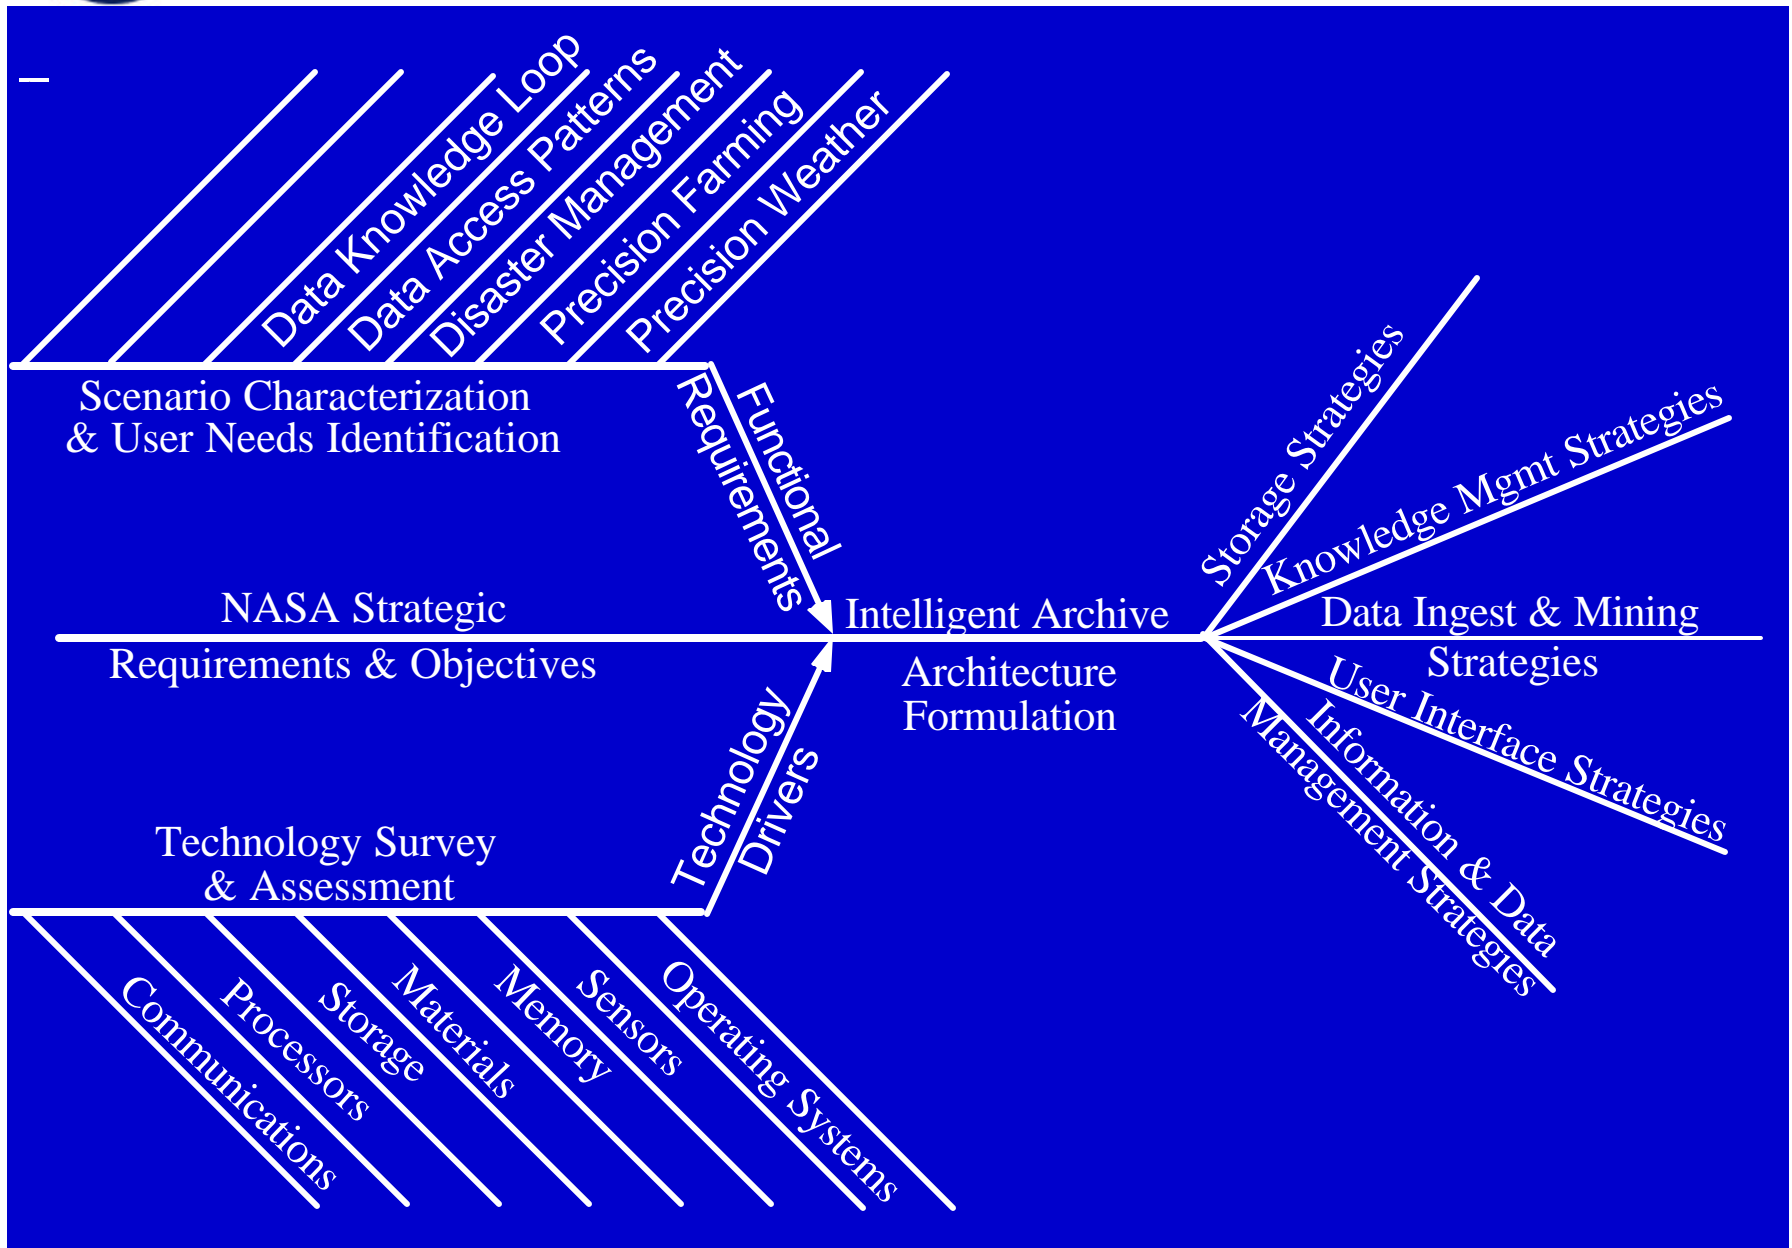 Data Knowledge Loop
Data Access Patterns
Disaster Management
Precision Farming
Precision Weather
Scenario Characterization
& User Needs Identification
Functional
Requirements
Storage Strategies
Knowledge Mgmt Strategies
NASA Strategic
Requirements & Objectives
Intelligent Archive
Architecture
Formulation
Data Ingest & Mining
Strategies
User Interface Strategies
Information & Data
Management Strategies
Technology
Drivers
Technology Survey
& Assessment
Communications
Processors
Storage
Materials
Memory
Sensors
Operating Systems